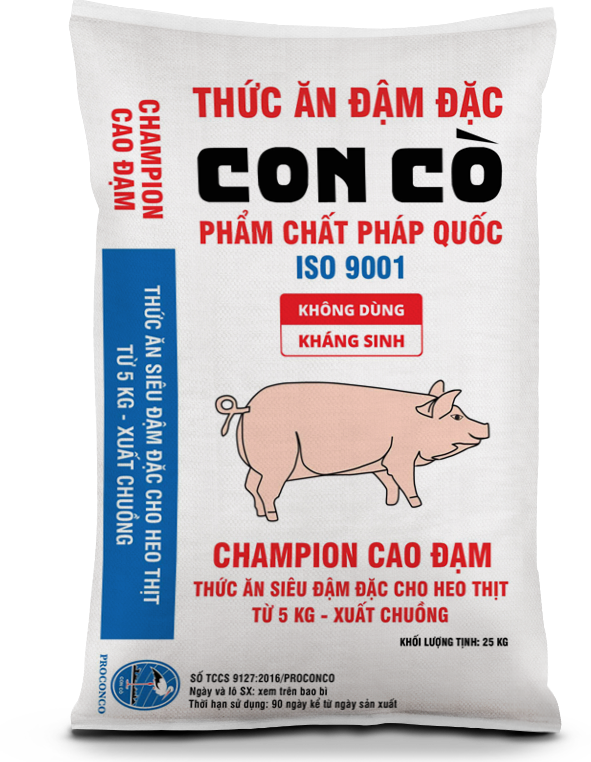 THỨC ĂN ĐẬM ĐẶC
CON CÒ
PHẨM CHẤT PHÁP QUỐC
ISO 9001
KHÔNG DÙNG
KHÁNG SINH
CHAMPION CAO ĐẠM
THỨC ĂN SIÊU ĐẬM ĐẶC CHO HEO THỊT
TỪ 5 KG - XUẤT CHUỒNG
KHỐI LƯỢNG TỊNH: 25 KG
SỐ TCCS 9127:2016/PROCONCO
Ngày và lô SX: xem trên bao bì
Thời hạn sử dụng: 90 ngày kể từ ngày sản xuất
CHAMPION
CAO ĐẠM
THỨC ĂN SIÊU ĐẬM ĐẶC CHO HEO THỊT
TỪ 5 KG - XUẤT CHUỒNG
PROCONCO
CON CÒ